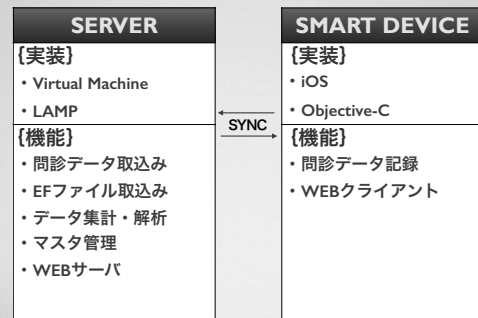 SERVER
{実装}
・Virtual Machine
・LAMP
{機能}
・問診データ取込み
・EFファイル取込み
・データ集計・解析
・マスタ管理
・WEBサーバ
SYNC
SMART DEVICE
{実装}
・iOS
・Objective-C
{機能}
・問診データ記録
・WEBクライアント